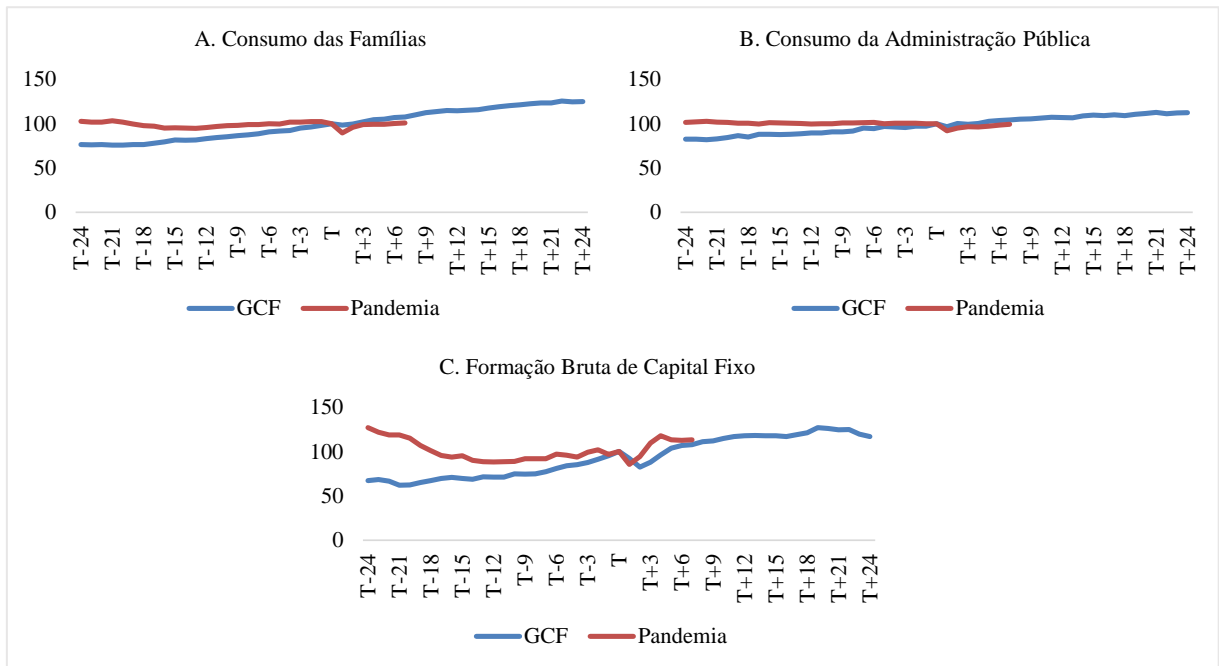 A. Consumo das Famílias
150
100
50
0
T-24
T-21
T-18
T-15
T-12
T-9
T-6
T-3
T
T+3
T+6
T+9
T+12
T+15
T+18
T+21
T+24
GCF
Pandemia
B. Consumo da Administração Pública
150
100
50
0
T-24
T-21
T-18
T-15
T-12
T-9
T-6
T-3
T
T+3
T+6
T+9
T+12
T+15
T+18
T+21
T+24
GCF
Pandemia
C. Formação Bruta de Capital Fixo
150
100
50
0
T-24
T-21
T-18
T-15
T-12
T-9
T-6
T-3
T
T+3
T+6
T+9
T+12
T+15
T+18
T+21
T+24
GCF
Pandemia